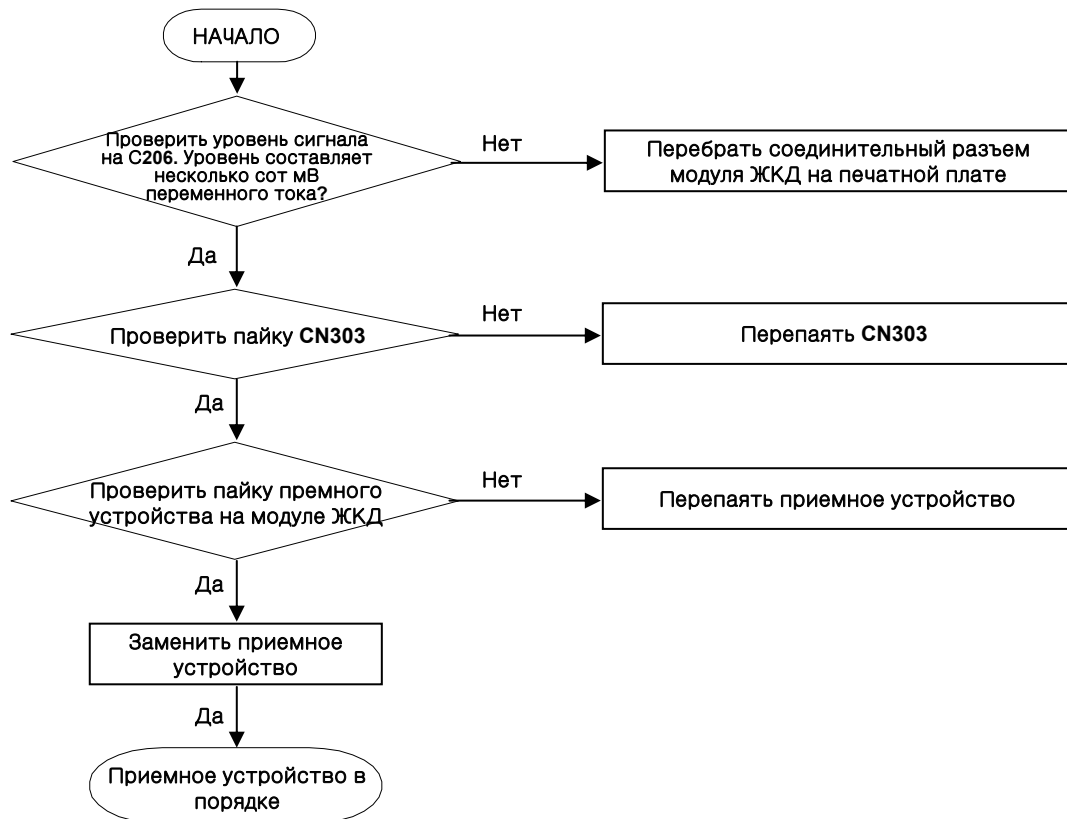 НАЧАЛО
Проверить уровень сигнала
на C206. Уровень составляет
несколько сот мВ
переменного тока?
Нет
Перебрать соединительный разъем
модуля ЖКД на печатной плате
Да
Проверить пайку CN303
Нет
Перепаять CN303
Да
Проверить пайку премного
устройства на модуле ЖКД
Нет
Перепаять приемное устройство
Да
Заменить приемное
устройство
Да
Приемное устройство в
порядке